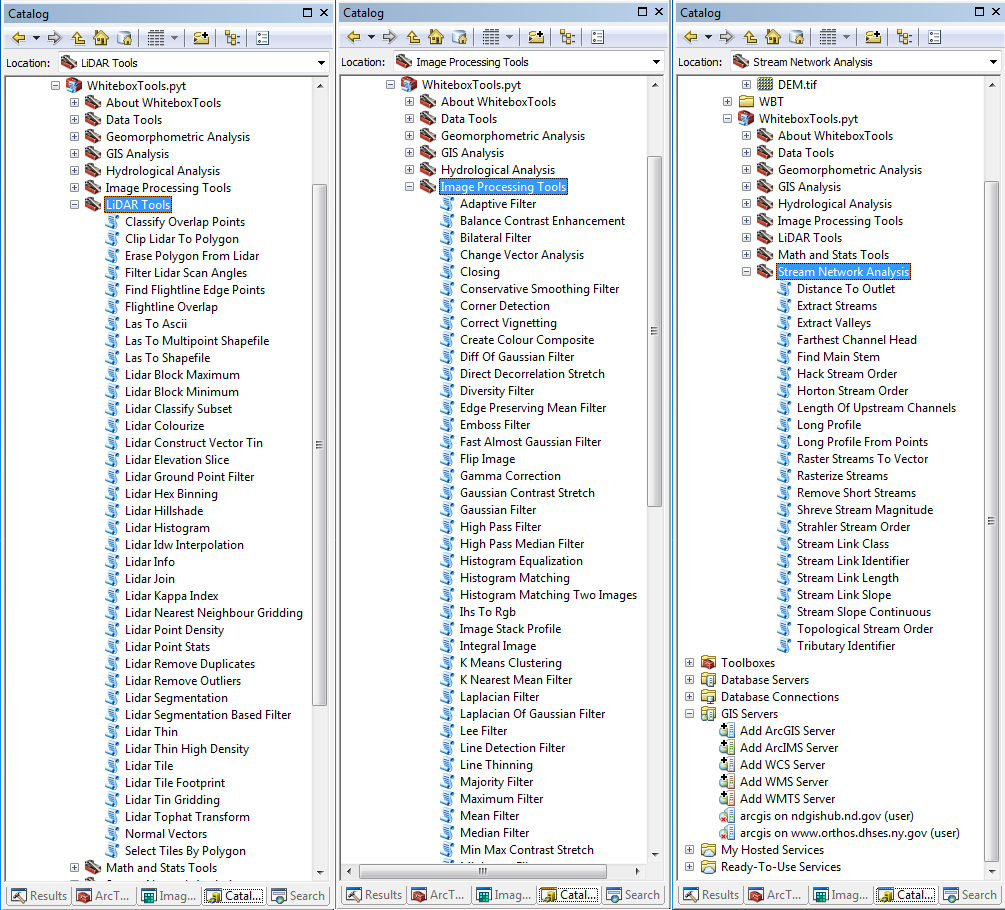 Catalog
Location: LiDAR Tools
WhiteboxTools.pyt
About WhiteboxTools
Data Tools
Geomorphometric Analysis
GIS Analysis
Hydrological Analysis
Image Processing Tools
LiDAR Tools
Classify Overlap Points
Clip Lidar To Polygon
Erase Polygon From Lidar
Filter Lidar Scan Angles
Find Flightline Edge Points
Flightline Overlap
Las To Ascii
Las To Multipoint Shapefile
Las To Shapefile
Lidar Block Maximum
Lidar Block Minimum
Lidar Classify Subset
Lidar Colourize
Lidar Construct Vector Tin
Lidar Elevation Slice
Lidar Ground Point Filter
Lidar Hex Binning
Lidar Hillshade
Lidar Histogram
Lidar Idw Interpolation
Lidar Info
Lidar Join
Lidar Kappa Index
Lidar Nearest Neighbour Gridding
Lidar Point Density
Lidar Point Stats
Lidar Remove Duplicates
Lidar Remove Outliers
Lidar Segmentation
Lidar Segmentation Based Filter
Lidar Thin
Lidar Thin High Density
Lidar Tile
Lidar Tile Footprint
Lidar Tin Gridding
Lidar Tophat Transform
Normal Vectors
Select Tiles By Polygon
Math and Stats Tools
Results ArcT... Imag... Catal... Search
Catalog
Location: Image Processing Tools
WhiteboxTools.pyt
About WhiteboxTools
Data Tools
Geomorphometric Analysis
GIS Analysis
Hydrological Analysis
Image Processing Tools
Adaptive Filter
Balance Contrast Enhancement
Bilateral Filter
Change Vector Analysis
Closing
Conservative Smoothing Filter
Corner Detection
Correct Vignetting
Create Colour Composite
Diff Of Gaussian Filter
Direct Decorrelation Stretch
Diversity Filter
Edge Preserving Mean Filter
Emboss Filter
Fast Almost Gaussian Filter
Flip Image
Gamma Correction
Gaussian Contrast Stretch
Gaussian Filter
High Pass Filter
High Pass Median Filter
Histogram Equalization
Histogram Matching
Histogram Matching Two Images
Ihs To Rgb
Image Stack Profile
Integral Image
K Means Clustering
K Nearest Mean Filter
Laplacian Filter
Laplacian Of Gaussian Filter
Lee Filter
Line Detection Filter
Line Thinning
Majority Filter
Maximum Filter
Mean Filter
Median Filter
Min Max Contrast Stretch
Results ArcT... Imag... Catal... Search
Catalog
Location: Stream Network Analysis
DEM.tif
WBT
WhiteboxTools.pyt
About WhiteboxTools
Data Tools
Geomorphometric Analysis
GIS Analysis
Hydrological Analysis
Image Processing Tools
LiDAR Tools
Math and Stats Tools
Stream Network Analysis
Distance To Outlet
Extract Streams
Extract Valleys
Farthest Channel Head
Find Main Stem
Hack Stream Order
Horton Stream Order
Length Of Upstream Channels
Long Profile
Long Profile From Points
Raster Streams To Vector
Rasterize Streams
Remove Short Streams
Shreve Stream Magnitude
Strahler Stream Order
Stream Link Class
Stream Link Identifier
Stream Link Length
Stream Link Slope
Stream Slope Continuous
Topological Stream Order
Tributary Identifier
Toolboxes
Database Servers
Database Connections
GIS Servers
Add ArcGIS Server
Add ArcIMS Server
Add WCS Server
Add WMS Server
Add WMTS Server
arcgis on ndgishub.nd.gov (user)
arcgis on www.orthos.dhses.ny.gov (user)
My Hosted Services
Ready-To-Use Services
Results ArcT... Imag... Catal... Search